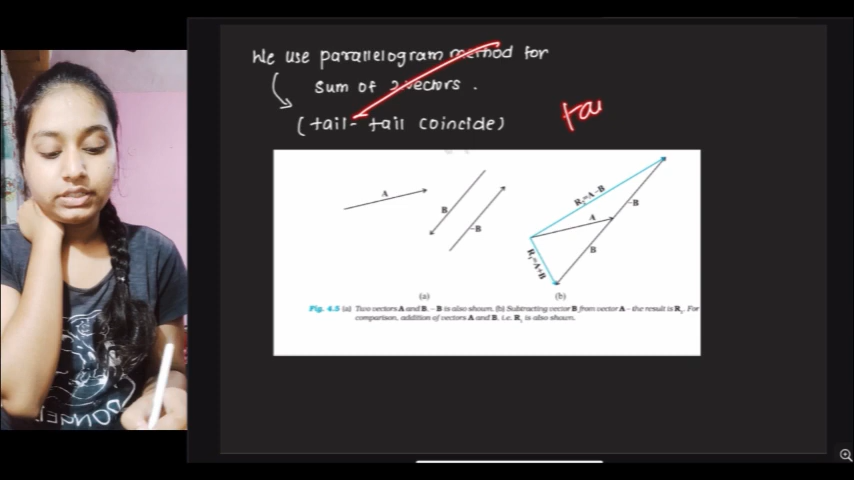 We use parallelogram method for
sum of 2 vectors.
(tail- tail coincide)
ta
A
B
-B
R₂=A-B
A
-B
B
R₁=A+B
(a)
(b)
Fig. 4.5 (a) Two vectors A and B, – B is also shown. (b) Subtracting vector B from vector A – the result is R₂. For
comparison, addition of vectors A and B, i.e. R₁ is also shown.